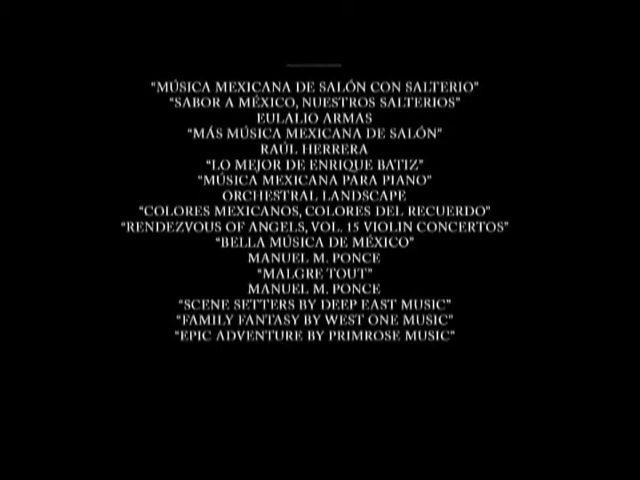 "MÚSICA MEXICANA DE SALÓN CON SALTERIO"
"SABOR A MÉXICO, NUESTROS SALTERIOS"
EULALIO ARMAS
"MÁS MÚSICA MEXICANA DE SALÓN"
RAÚL HERRERA
"LO MEJOR DE ENRIQUE BATIZ"
"MÚSICA MEXICANA PARA PIANO"
ORCHESTRAL LANDSCAPE
"COLORES MEXICANOS, COLORES DEL RECUERDO"
"RENDEZVOUS OF ANGELS, VOL. 15 VIOLIN CONCERTOS"
"BELLA MÚSICA DE MÉXICO"
MANUEL M. PONCE
"MALGRE TOUT"
MANUEL M. PONCE
"SCENE SETTERS BY DEEP EAST MUSIC"
"FAMILY FANTASY BY WEST ONE MUSIC"
"EPIC ADVENTURE BY PRIMROSE MUSIC"